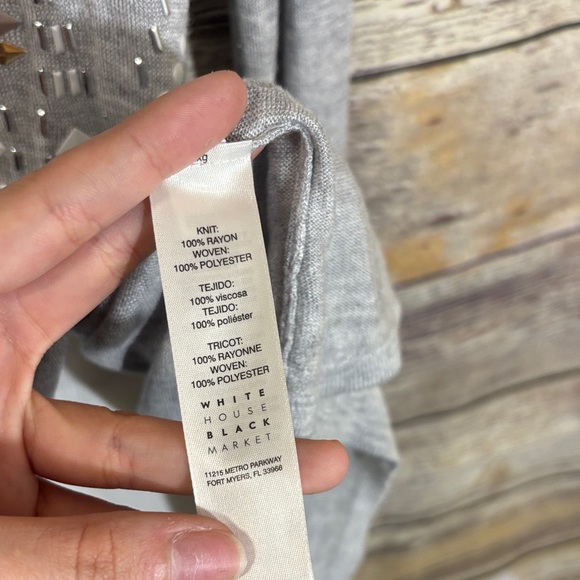 KNIT:
100% RAYON
WOVEN:
100% POLYESTER
TEJIDO:
100% viscosa
TEJIDO:
100% poliéster
TRICOT:
100% RAYONNE
WOVEN:
100% POLYESTER
WHITE
HOUSE
BLACK
MARKET
11215 METRO PARKWAY
FORT MYERS, FL 33966